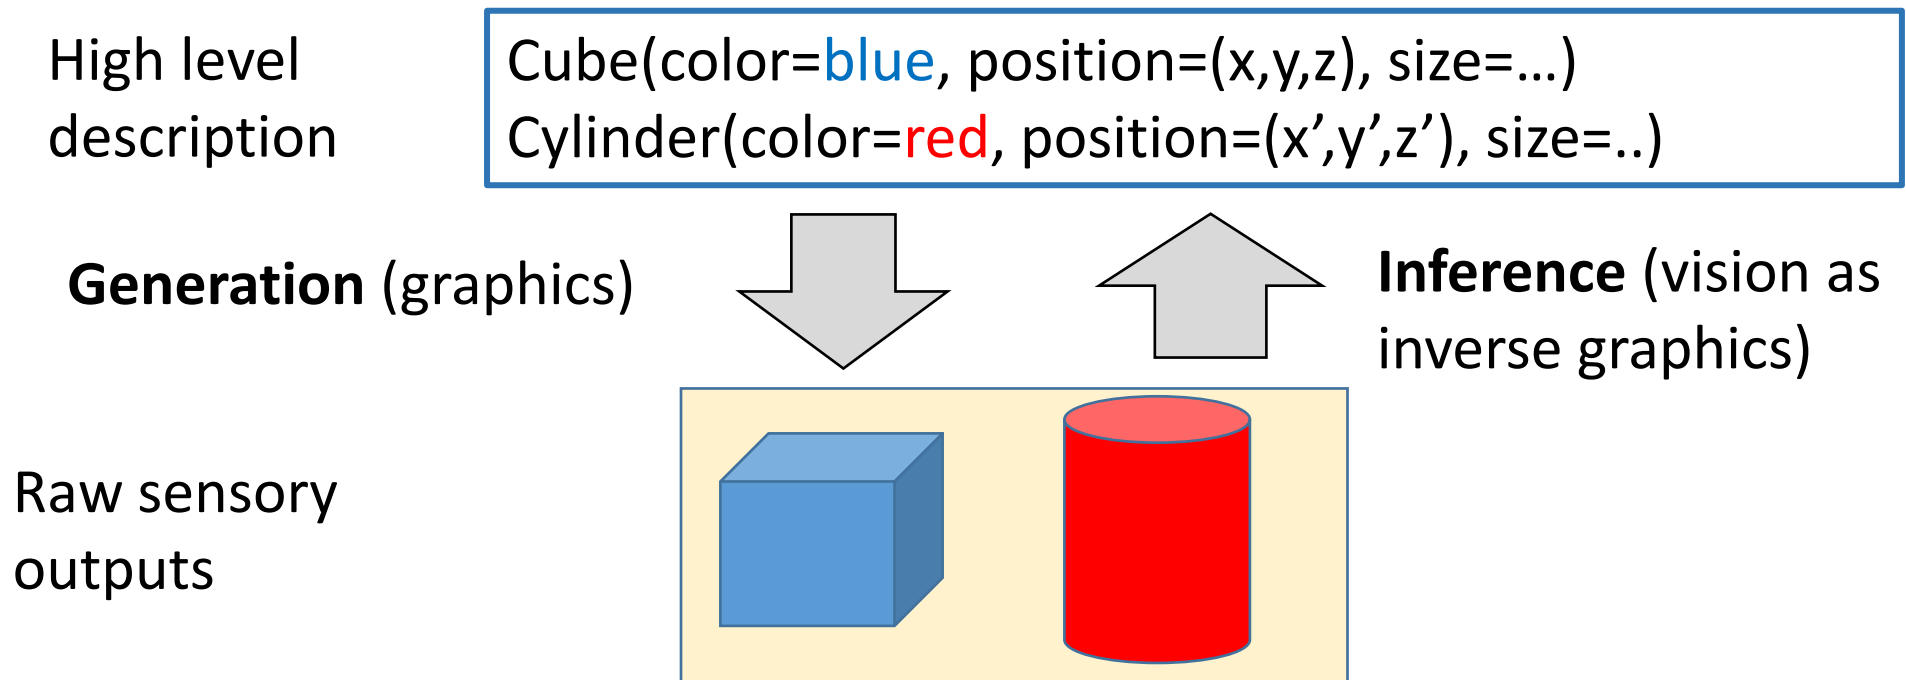 High level
description
Cube(color=blue, position=(x,y,z), size=…)
Cylinder(color=red, position=(x’,y’,z’), size=..)
Generation (graphics)
Inference (vision as
inverse graphics)
Raw sensory
outputs